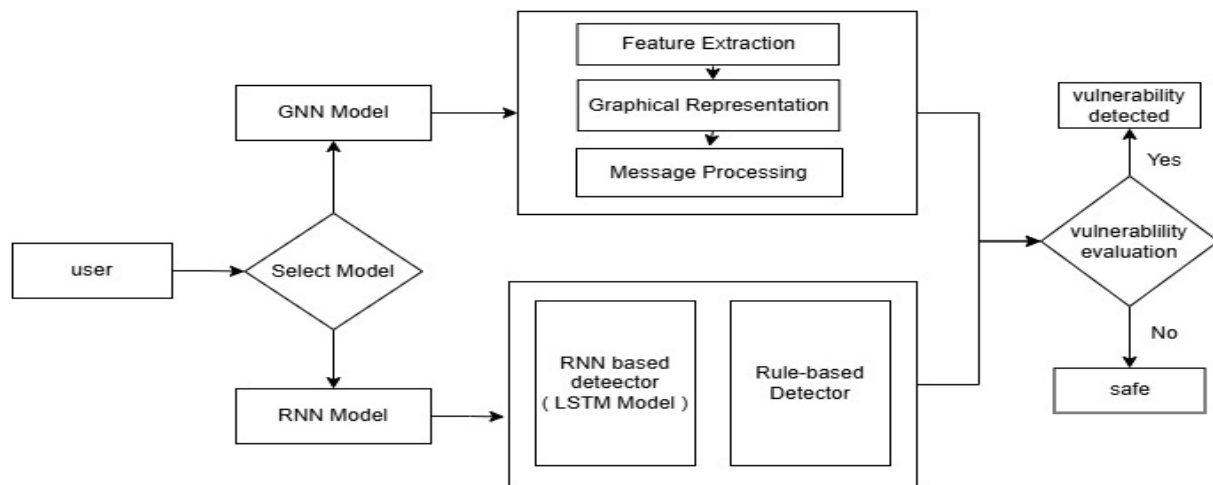 user
Select Model
GNN Model
RNN Model
Feature Extraction
Graphical Representation
Message Processing
RNN based
deteector
( LSTM Model )
Rule-based
Detector
vulnerablility
evaluation
Yes
vulnerability
detected
No
safe